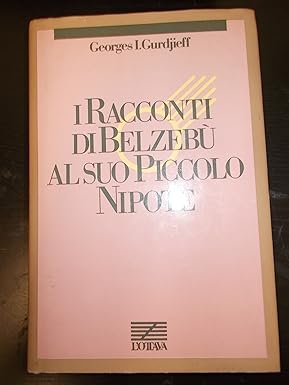 Georges I. Gurdjieff
I RACCONTI
DI BELZEBÙ
AL SUO PICCOLO
NIPOTE
L'OTTAVA